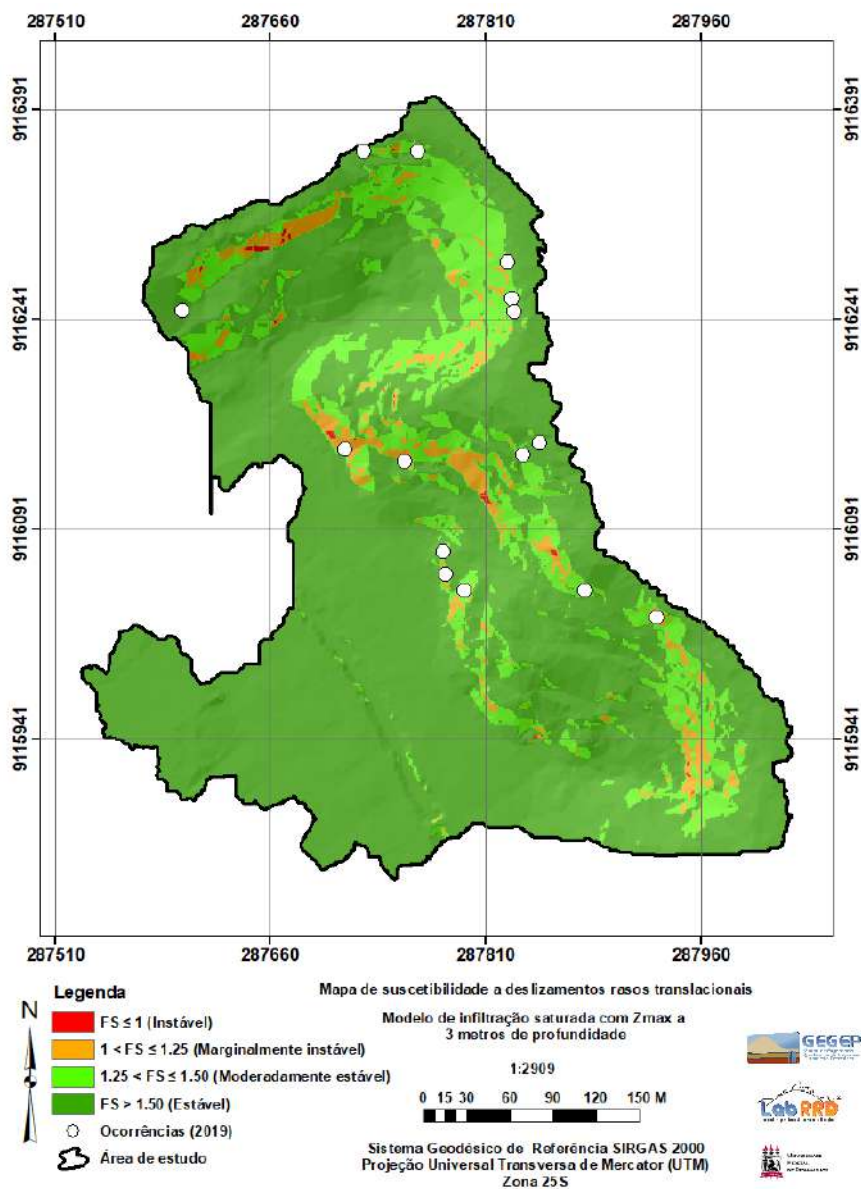 287510 287660 287810 287960
9116391 9116391
9116241 9116241
9116091 9116091
9115941 9115941
287510 287660 287810 287960
Legenda
N
FS ≤ 1 (Instável)
1 < FS ≤ 1.25 (Marginalmente instável)
1.25 < FS ≤ 1.50 (Moderadamente estável)
FS > 1.50 (Estável)
Ocorrências (2019)
Área de estudo
Mapa de suscetibilidade a deslizamentos rasos translacionais
Modelo de infiltração saturada com Zmax a
3 metros de profundidade
1:2909
0 15 30 60 90 120 150 M
Sistema Geodésico de Referência SIRGAS 2000
Projeção Universal Transversa de Mercator (UTM)
Zona 25S
GEGEP
Lab RRD